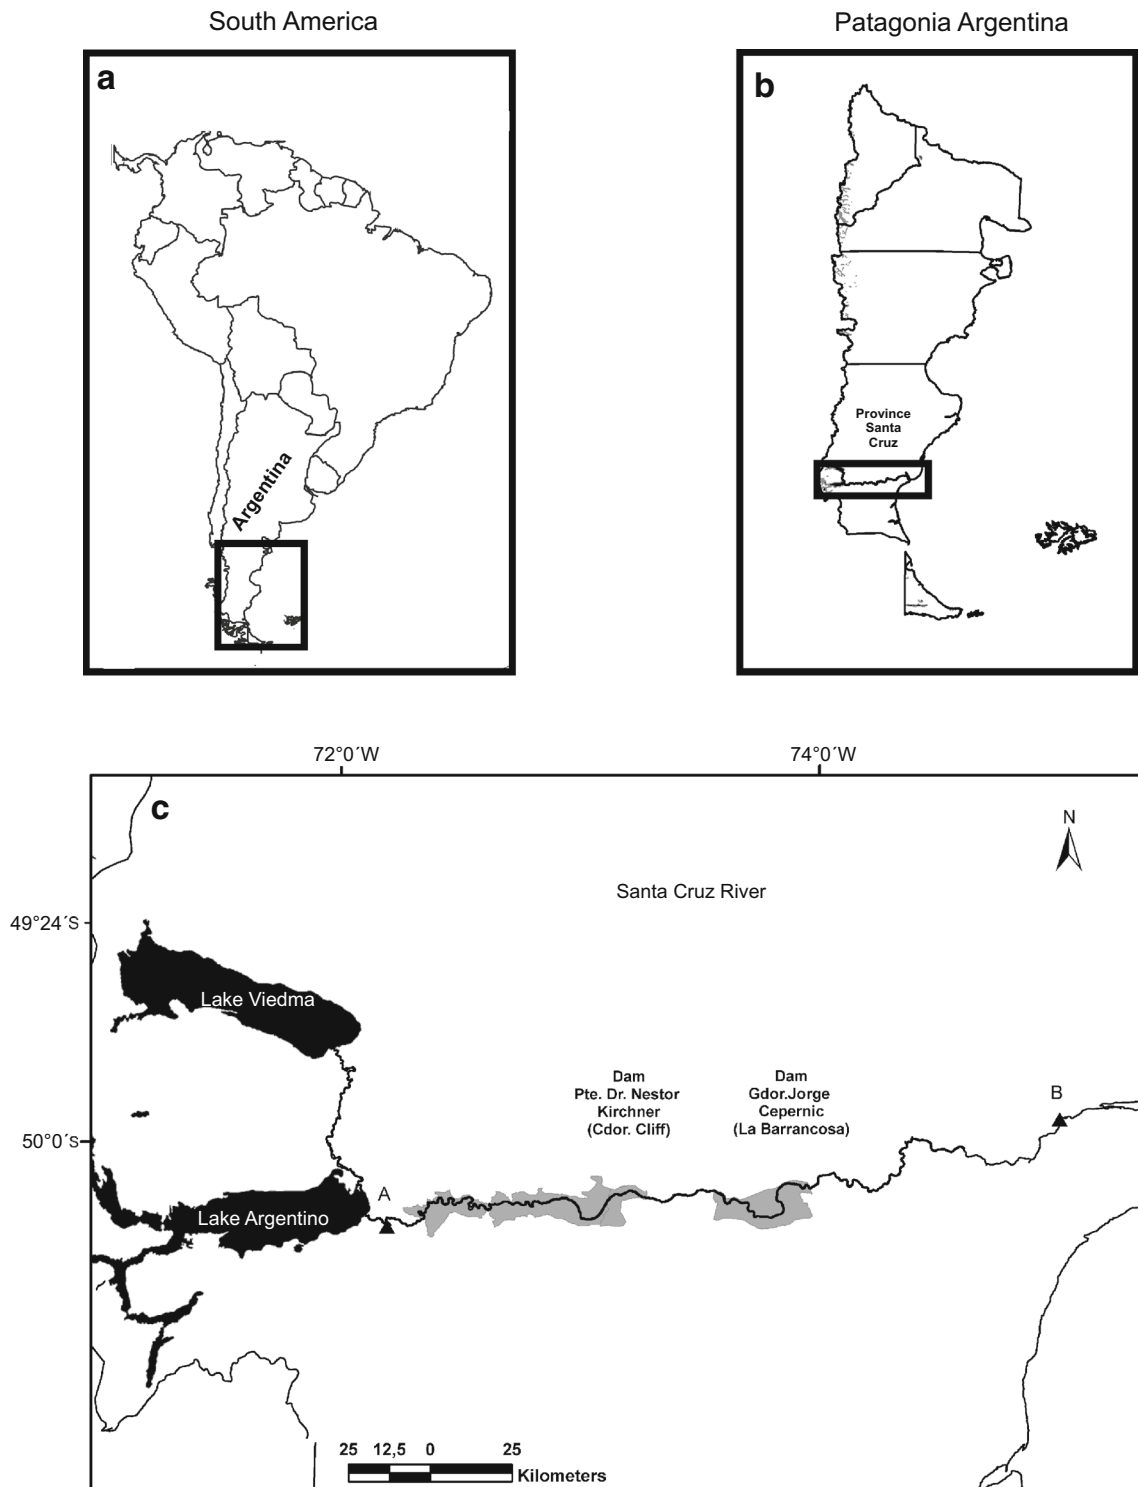 South America
Patagonia Argentina
a
b
Argentina
Province
Santa
Cruz
72°0´W
74°0´W
c
N
Santa Cruz River
49°24´S
Lake Viedma
Dam
Pte. Dr. Nestor
Kirchner
(Cdor. Cliff)
Dam
Gdor.Jorge
Cepernic
(La Barrancosa)
B
50°0´S
A
Lake Argentino
25 12,5 0 25
Kilometers